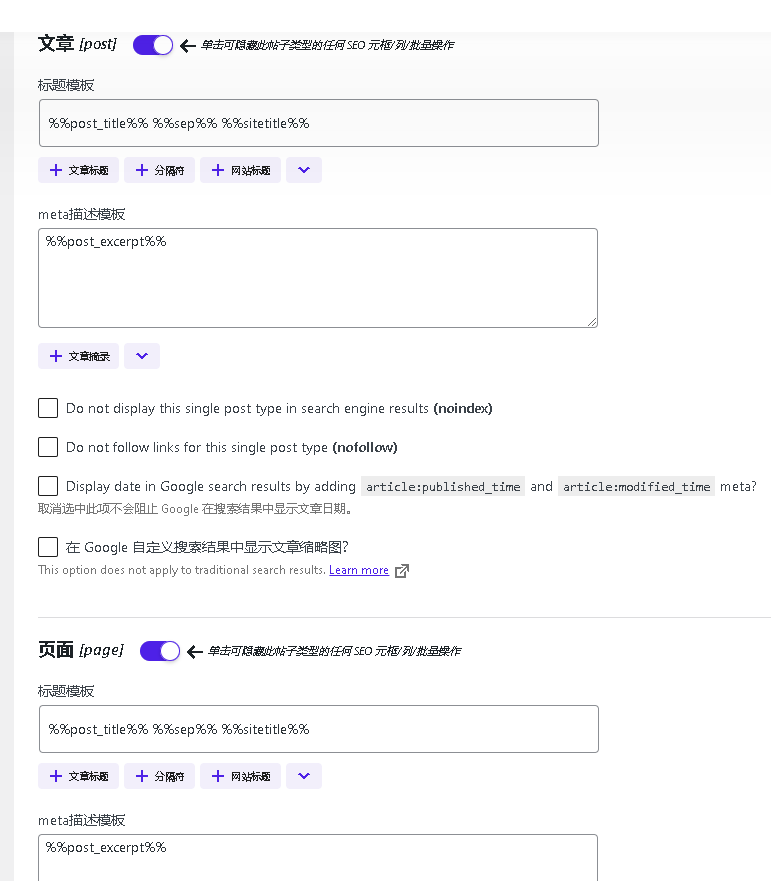 文章 [post] 单击可隐藏此帖子类型的任何 SEO 元框/列/批量操作
标题模板
%%post_title%% %%sep%% %%sitetitle%%
文章标题 分隔符 网站标题
meta描述模板
%%post_excerpt%%
文章摘录
Do not display this single post type in search engine results (noindex)
Do not follow links for this single post type (nofollow)
Display date in Google search results by adding article:published_time and article:modified_time meta?
取消选中此项不会阻止 Google 在搜索结果中显示文章日期。
在 Google 自定义搜索结果中显示文章缩略图?
This option does not apply to traditional search results. Learn more
页面 [page] 单击可隐藏此帖子类型的任何 SEO 元框/列/批量操作
标题模板
%%post_title%% %%sep%% %%sitetitle%%
文章标题 分隔符 网站标题
meta描述模板
%%post_excerpt%%